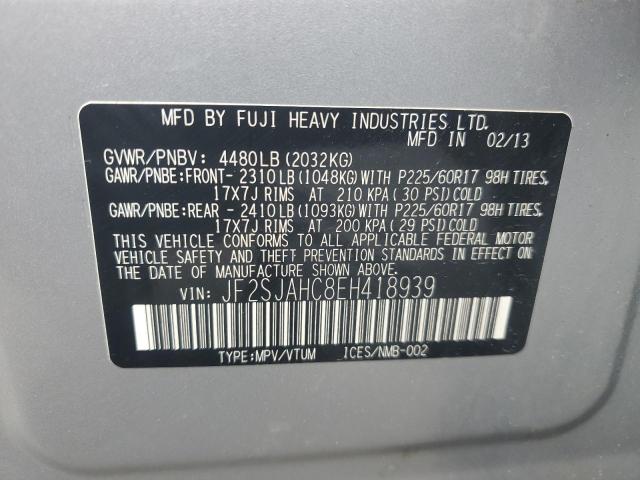 MFD BY FUJI HEAVY INDUSTRIES LTD.
MFD IN 02/13
GVWR/PNBV: 4480LB(2032KG)
GAWR/PNBE:FRONT- 2310LB(1048KG)WITH P225/60R17 98H TIRES,
17X7J RIMS AT 210 KPA(30 PSI)COLD
GAWR/PNBE:REAR - 2410LB(1093KG)WITH P225/60R17 98H TIRES,
17X7J RIMS AT 200 KPA(29 PSI)COLD
THIS VEHICLE CONFORMS TO ALL APPLICABLE FEDERAL MOTOR
VEHICLE SAFETY AND THEFT PREVENTION STANDARDS IN EFFECT ON
THE DATE OF MANUFACTURE SHOWN ABOVE.
VIN: JF2SJAHC8EH418939
TYPE:MPV/VTUM ICES/NMB-002